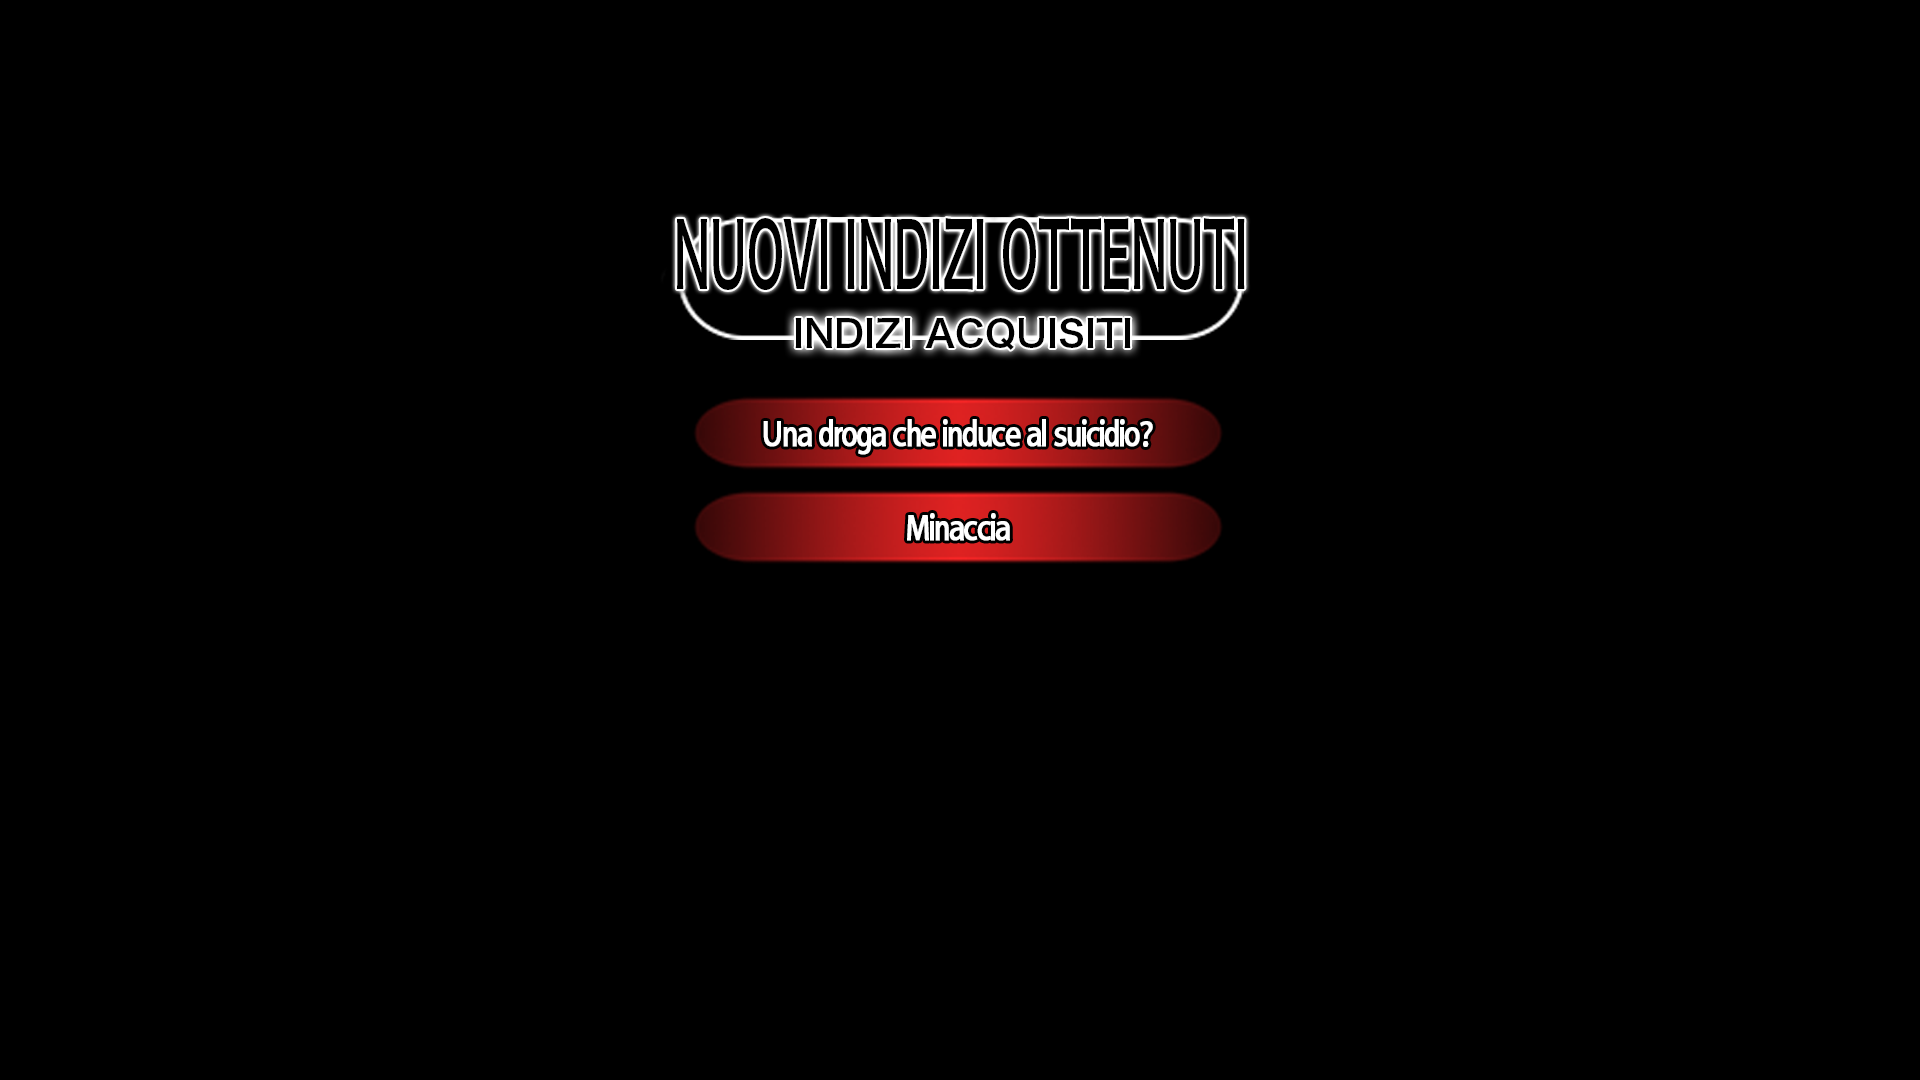 NUOVI INDIZI OTTENUTI
INDIZI ACQUISITI
Una droga che induce al suicidio?
Minaccia